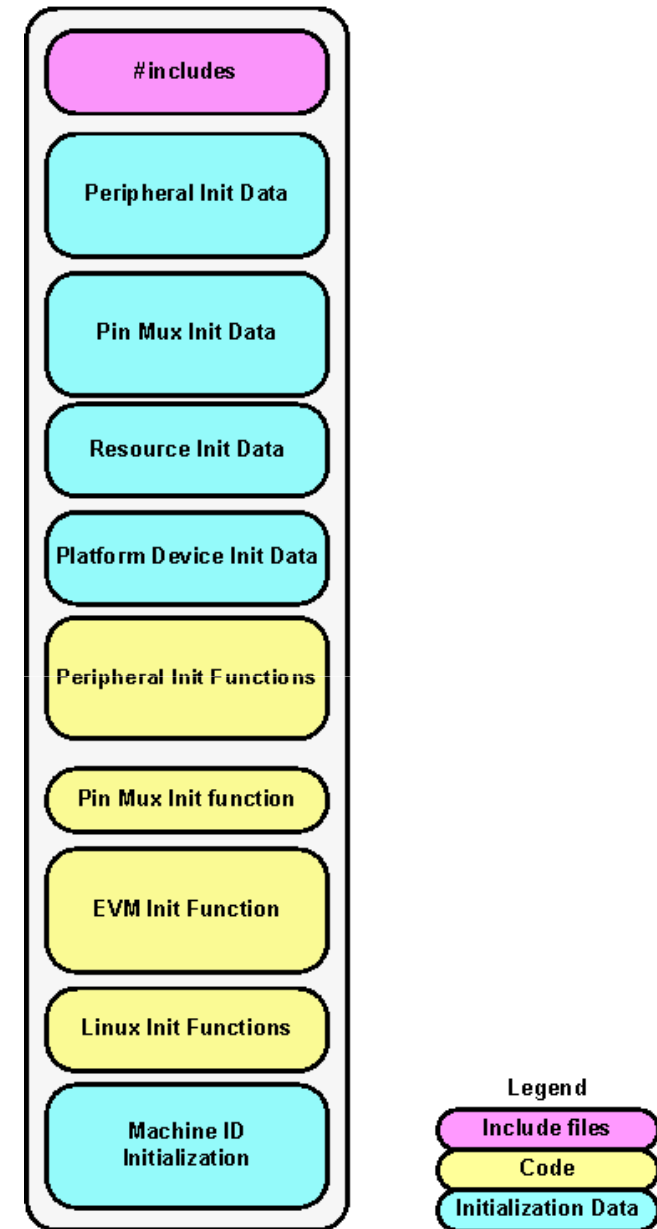 #includes
Peripheral Init Data
Pin Mux Init Data
Resource Init Data
Platform Device Init Data
Peripheral Init Functions
Pin Mux Init function
EVM Init Function
Linux Init Functions
Machine ID
Initialization
Legend
Include files
Code
Initialization Data